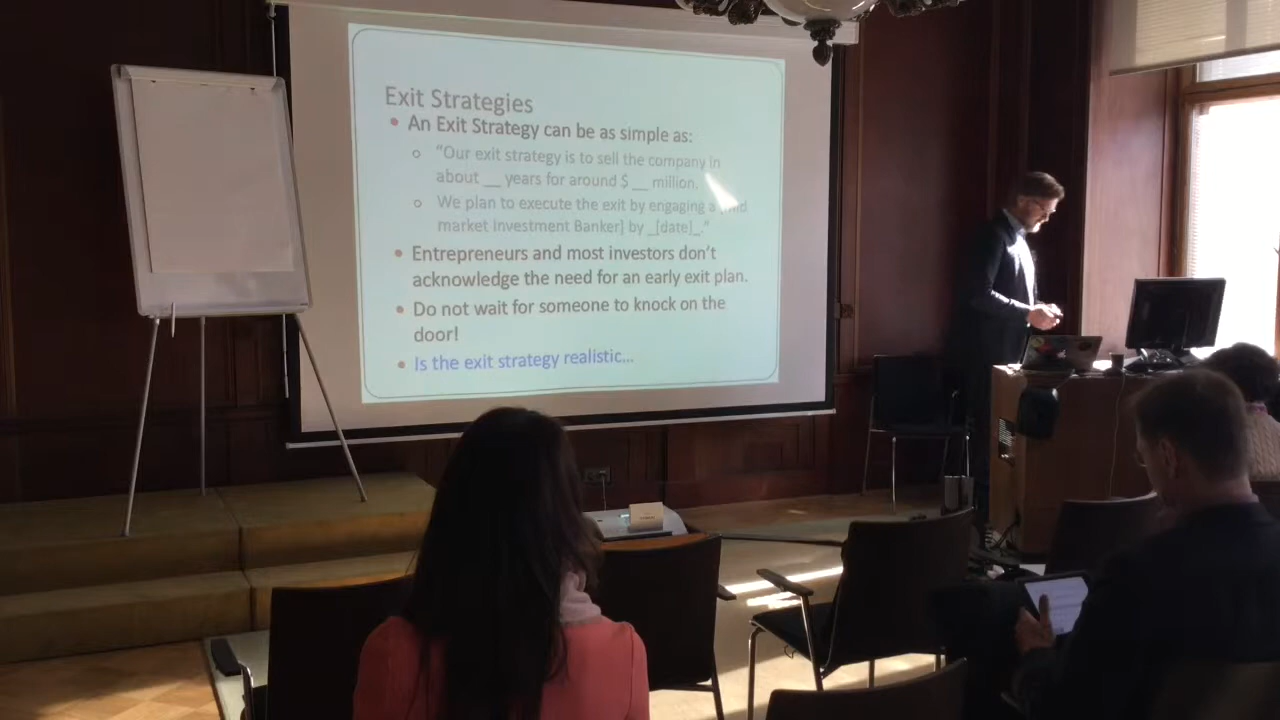 Exit Strategies
• An Exit Strategy can be as simple as:
○ "Our exit strategy is to sell the company in
about __ years for around $ __ million.
○ We plan to execute the exit by engaging a
market Investment Banker] by _[date]_."
• Entrepreneurs and most investors don't
acknowledge the need for an early exit plan.
• Do not wait for someone to knock on the
door!
• Is the exit strategy realistic...